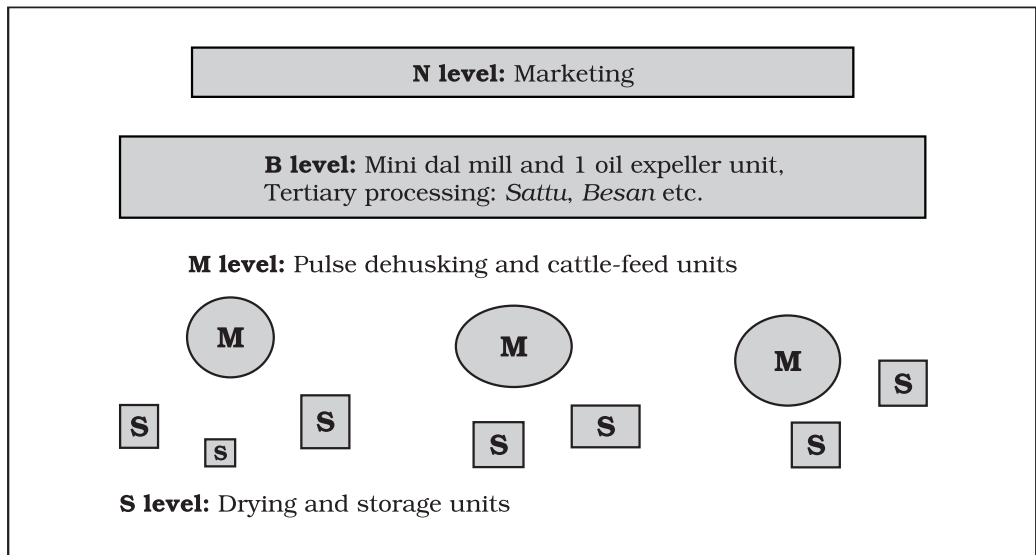 N level: Marketing
B level: Mini dal mill and 1 oil expeller unit,
Tertiary processing: Sattu, Besan etc.
M level: Pulse dehusking and cattle-feed units
M
M
M
S
S
S
S
S
S
S
S level: Drying and storage units